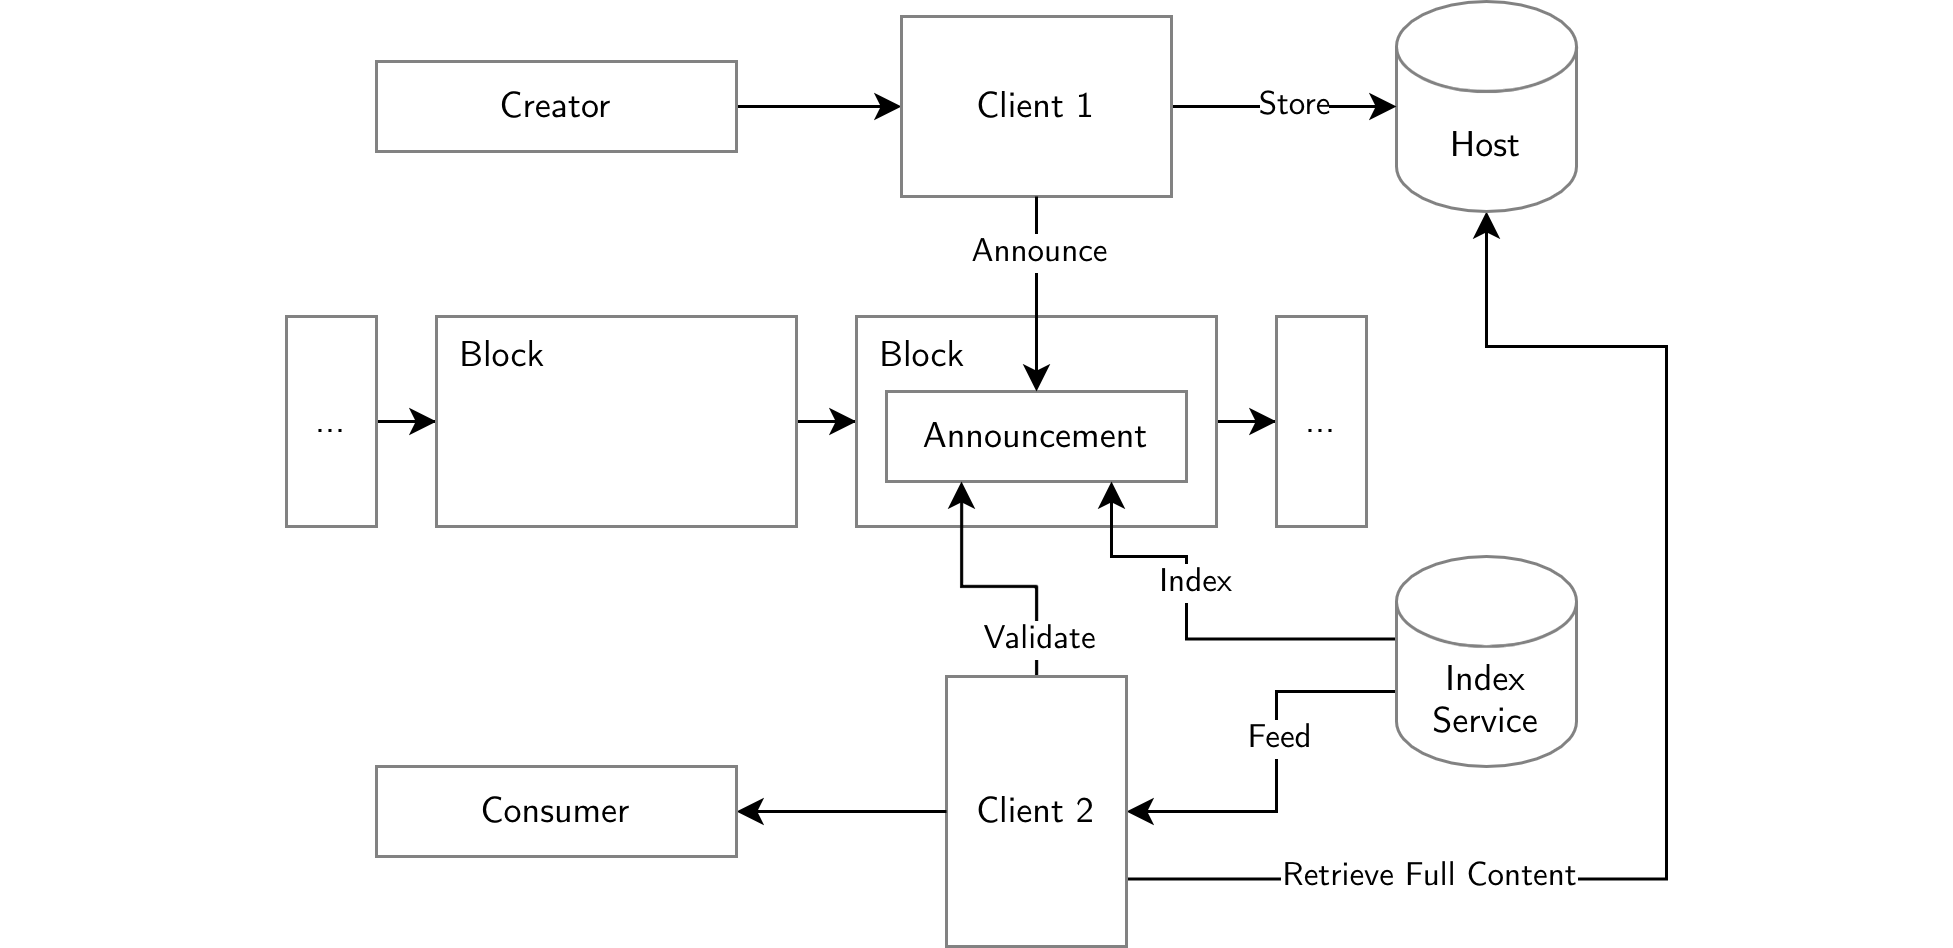 Creator
Client 1
Store
Host
Announce
Block
Block
...
Announcement
...
Index
Validate
Index
Service
Feed
Consumer
Client 2
Retrieve Full Content